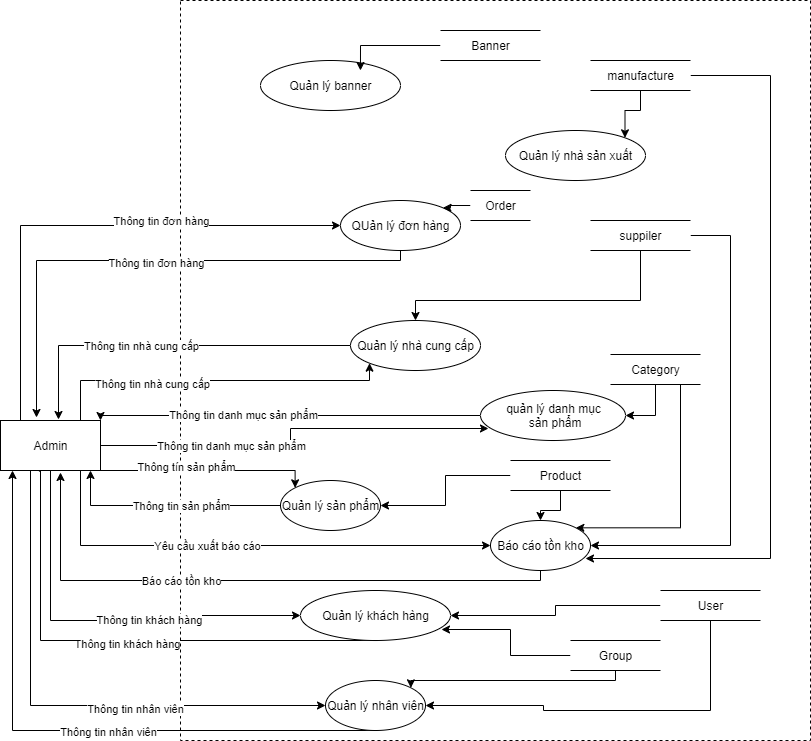 Banner
Quản lý banner
manufacture
Quản lý nhà sản xuất
Order
Thông tin đơn hàng
QUản lý đơn hàng
suppiler
Thông tin đơn hàng
Thông tin nhà cung cấp
Quản lý nhà cung cấp
Category
Thông tin nhà cung cấp
Thông tin danh mục sản phẩm
quản lý danh mục
sản phẩm
Admin
Thông tin danh mục sản phẩm
Thông tin sản phẩm
Product
Thông tin sản phẩm
Quản lý sản phẩm
Yêu cầu xuất báo cáo
Báo cáo tồn kho
Báo cáo tồn kho
User
Thông tin khách hàng
Quản lý khách hàng
Thông tin khách hàng
Group
Thông tin nhân viên
Quản lý nhân viên
Thông tin nhân viên